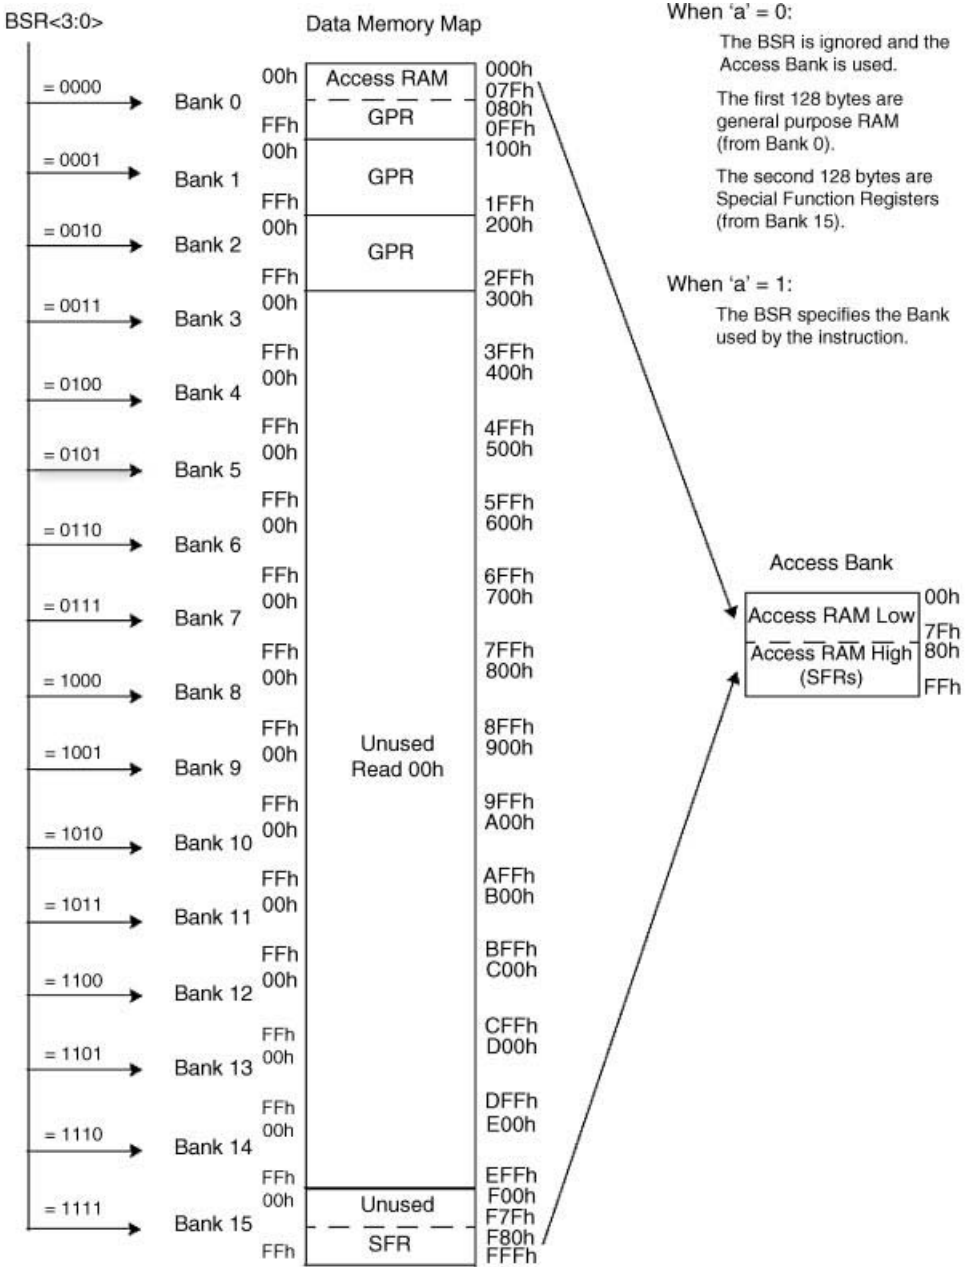 BSR<3:0>
Data Memory Map
When ‘a’ = 0:
The BSR is ignored and the
Access Bank is used.
The first 128 bytes are
general purpose RAM
(from Bank 0).
The second 128 bytes are
Special Function Registers
(from Bank 15).
When ‘a’ = 1:
The BSR specifies the Bank
used by the instruction.
= 0000
Bank 0
00h
Access RAM
000h
07Fh
080h
GPR
FFh
0FFh
= 0001
Bank 1
00h
100h
GPR
FFh
1FFh
= 0010
Bank 2
00h
200h
GPR
FFh
2FFh
= 0011
Bank 3
00h
300h
FFh
3FFh
= 0100
Bank 4
00h
400h
FFh
4FFh
= 0101
Bank 5
00h
500h
FFh
5FFh
= 0110
Bank 6
00h
600h
FFh
6FFh
= 0111
Bank 7
00h
700h
FFh
7FFh
= 1000
Bank 8
00h
800h
FFh
8FFh
= 1001
Bank 9
00h
900h
Unused
Read 00h
FFh
9FFh
= 1010
Bank 10
00h
A00h
FFh
AFFh
= 1011
Bank 11
00h
B00h
FFh
BFFh
= 1100
Bank 12
00h
C00h
FFh
CFFh
= 1101
Bank 13
00h
D00h
FFh
DFFh
= 1110
Bank 14
00h
E00h
FFh
EFFh
= 1111
Bank 15
00h
F00h
Unused
F7Fh
F80h
SFR
FFh
FFFh
Access Bank
00h
Access RAM Low
7Fh
80h
Access RAM High
(SFRs)
FFh